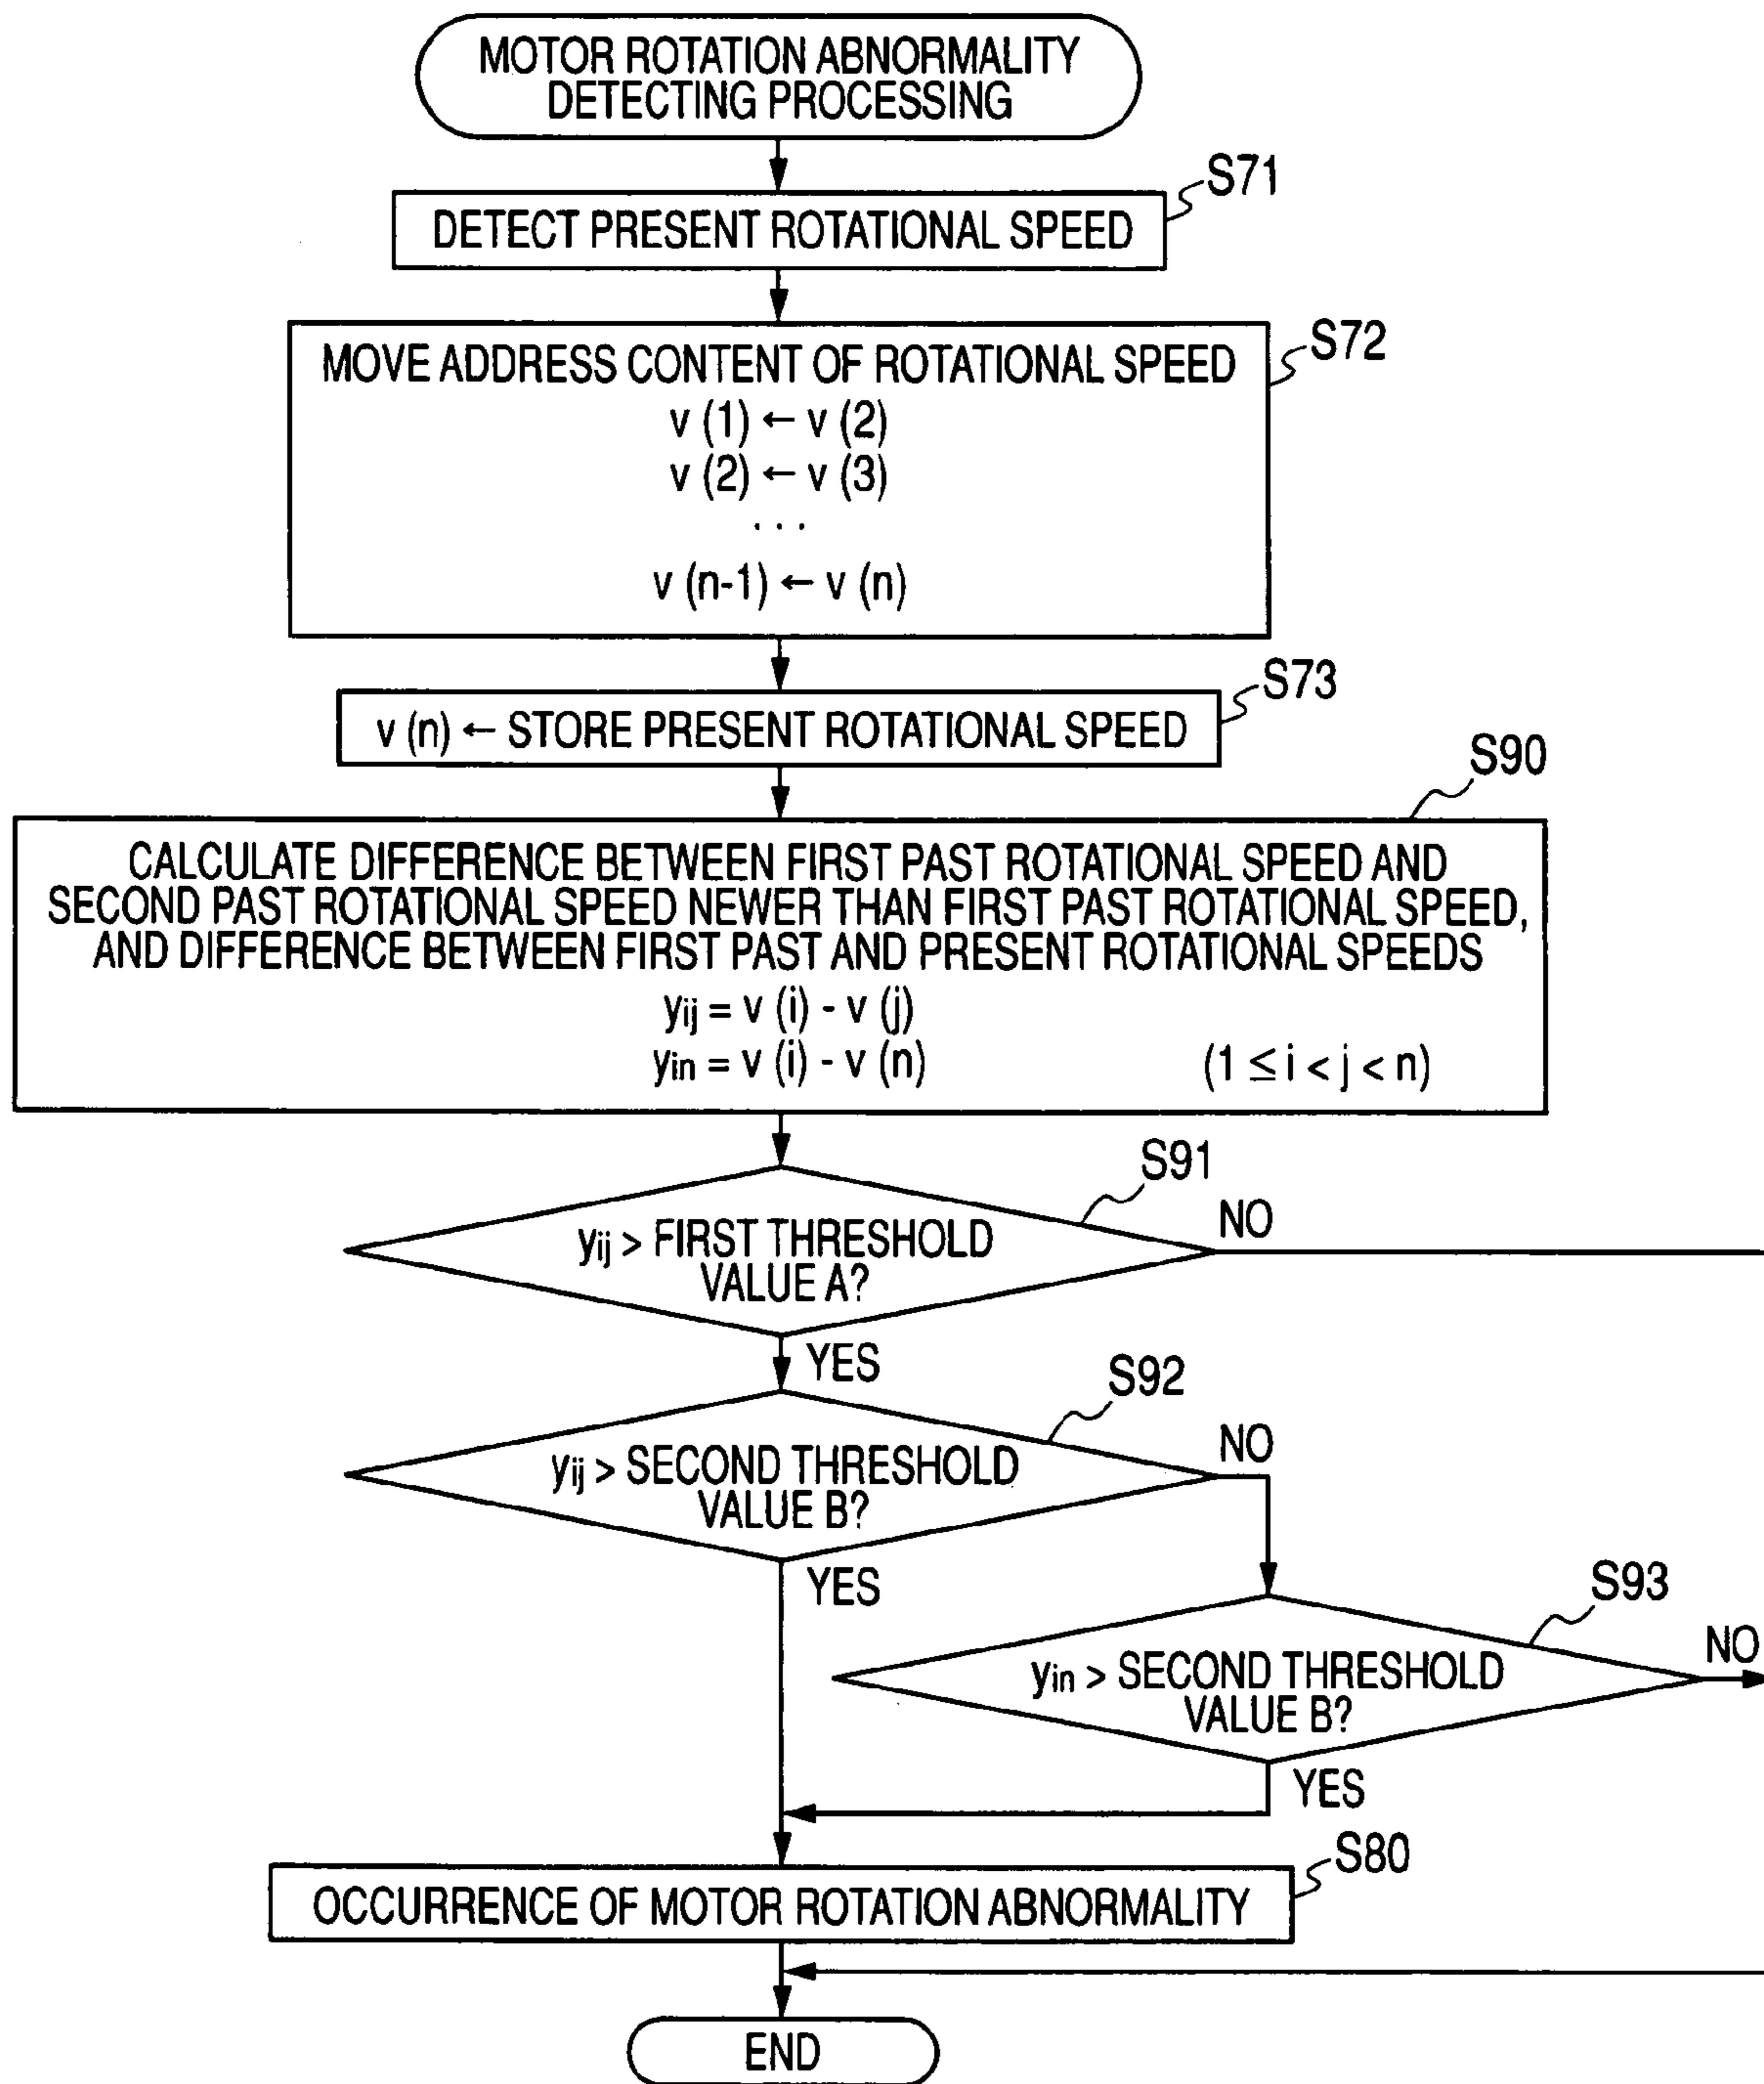 MOTOR ROTATION ABNORMALITY
DETECTING PROCESSING
S71
DETECT PRESENT ROTATIONAL SPEED
S72
MOVE ADDRESS CONTENT OF ROTATIONAL SPEED
v (1) ← v (2)
v (2) ← v (3)
. . .
v (n-1) ← v (n)
S73
v (n) ← STORE PRESENT ROTATIONAL SPEED
S90
CALCULATE DIFFERENCE BETWEEN FIRST PAST ROTATIONAL SPEED AND
SECOND PAST ROTATIONAL SPEED NEWER THAN FIRST PAST ROTATIONAL SPEED,
AND DIFFERENCE BETWEEN FIRST PAST AND PRESENT ROTATIONAL SPEEDS
yij = v (i) - v (j)
yin = v (i) - v (n) (1 ≤ i < j < n)
S91
yij > FIRST THRESHOLD
VALUE A?
NO
YES
S92
yij > SECOND THRESHOLD
VALUE B?
NO
YES
S93
yin > SECOND THRESHOLD
VALUE B?
NO
YES
S80
OCCURRENCE OF MOTOR ROTATION ABNORMALITY
END